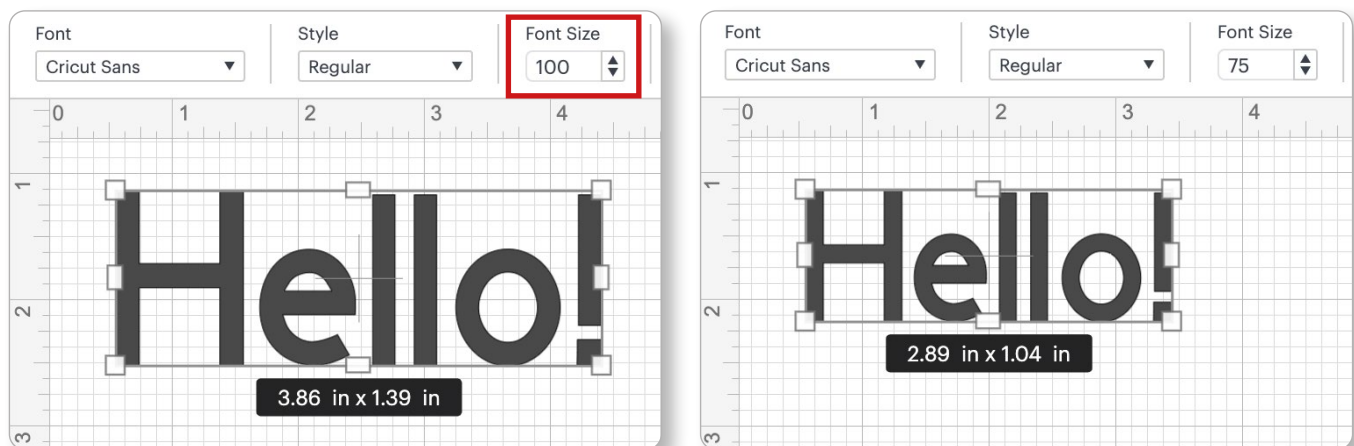 Font Style Font Size
Cricut Sans Regular 100
0 1 2 3 4
1
Hello!
2
3.86 in x 1.39 in
3
Font Style Font Size
Cricut Sans Regular 75
0 1 2 3 4
1
Hello!
2
2.89 in x 1.04 in
3